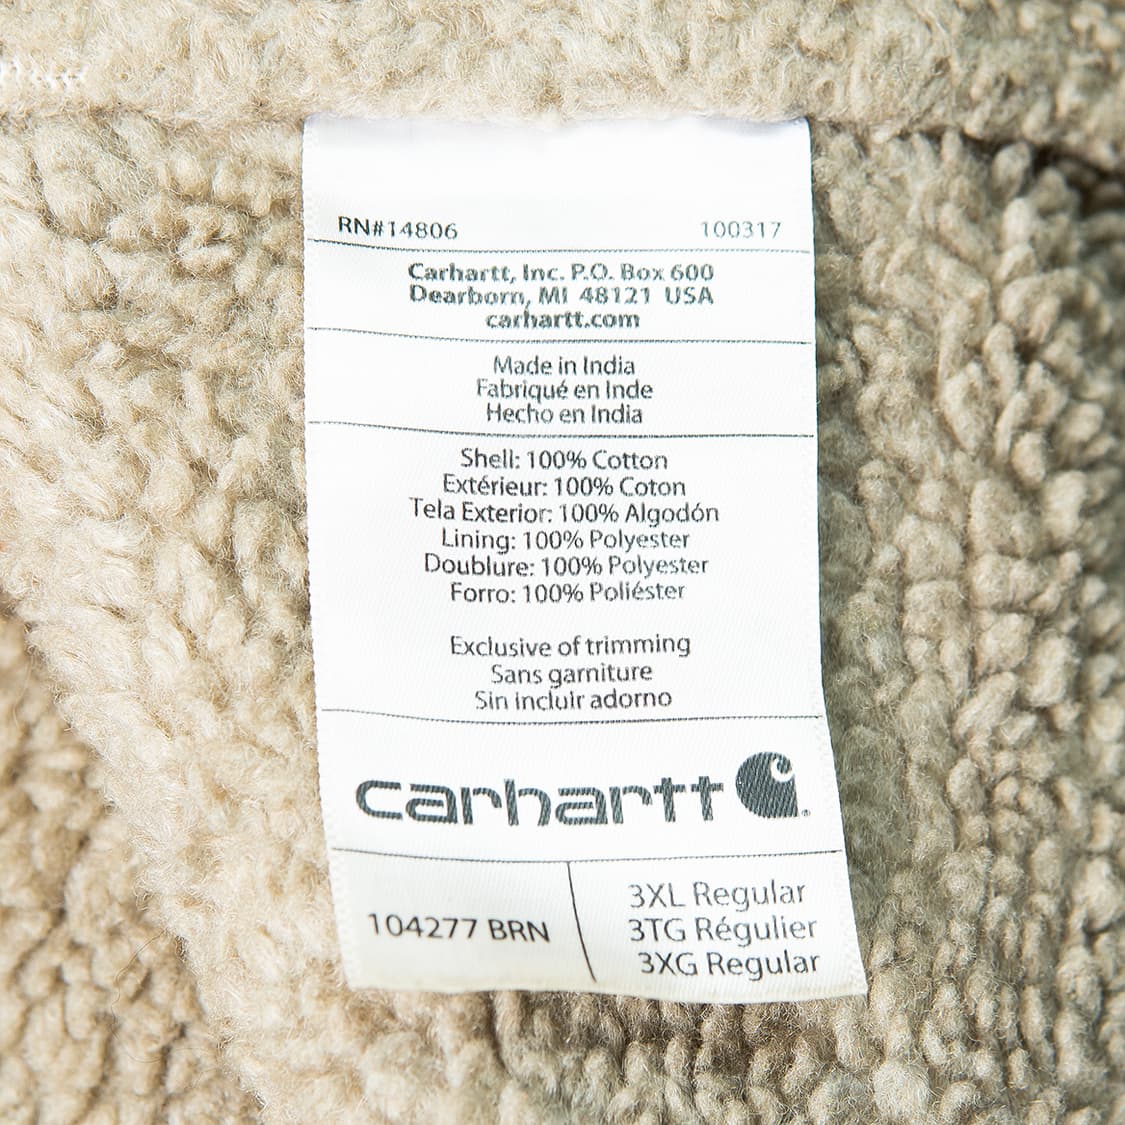 RN#14806 100317
Carhartt, Inc. P.O. Box 600
Dearborn, MI 48121 USA
carhartt.com
Made in India
Fabriqué en Inde
Hecho en India
Shell: 100% Cotton
Extérieur: 100% Coton
Tela Exterior: 100% Algodón
Lining: 100% Polyester
Doublure: 100% Polyester
Forro: 100% Poliéster
Exclusive of trimming
Sans garniture
Sin incluir adorno
carhartt
104277 BRN
3XL Regular
3TG Régulier
3XG Regular